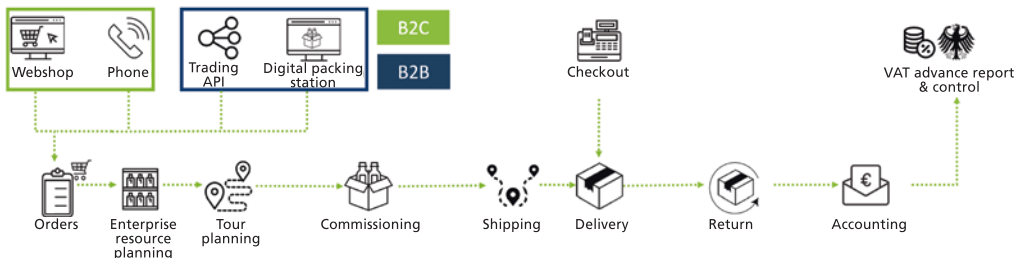 B2C
B2B
Webshop
Phone
Trading
API
Digital packing
station
Checkout
VAT advance report
& control
Orders
Enterprise
resource
planning
Tour
planning
Commissioning
Shipping
Delivery
Return
€
Accounting